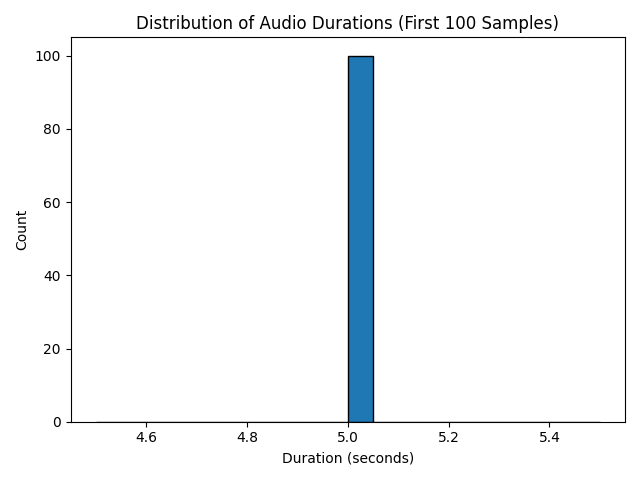 Distribution of Audio Durations (First 100 Samples)
100
80
60
40
20
0
Count
4.6 4.8 5.0 5.2 5.4
Duration (seconds)